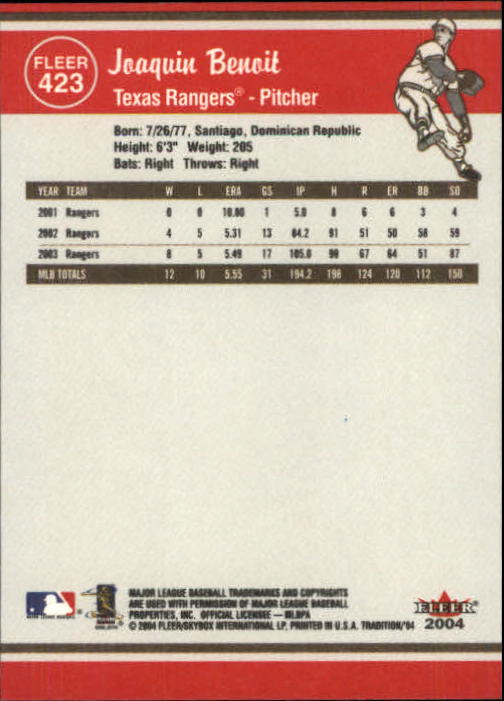 FLEER
423
Joaquin Benoit
Texas Rangers® - Pitcher
Born: 7/26/77, Santiago, Dominican Republic
Height: 6'3" Weight: 205
Bats: Right Throws: Right
YEAR TEAM W L ERA GS IP H R ER BB SO
2001 Rangers 0 0 10.80 1 5.0 8 6 6 3 4
2002 Rangers 4 5 5.31 13 84.2 91 51 50 58 59
2003 Rangers 8 5 5.49 17 105.0 99 67 64 51 87
MLB TOTALS 12 10 5.55 31 194.2 198 124 120 112 150
MAJOR LEAGUE BASEBALL TRADEMARKS AND COPYRIGHTS
ARE USED WITH PERMISSION OF MAJOR LEAGUE BASEBALL
PROPERTIES, INC. OFFICIAL LICENSEE — MLBPA
© 2004 FLEER/SKYBOX INTERNATIONAL LP, PRINTED IN U.S.A. TRADITION/'04
FLEER
2004